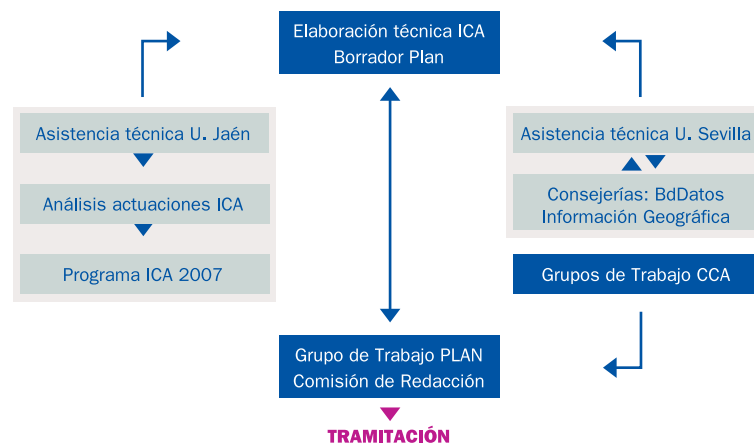 Elaboración técnica ICA
Borrador Plan
Asistencia técnica U. Jaén
Análisis actuaciones ICA
Programa ICA 2007
Asistencia técnica U. Sevilla
Consejerías: BdDatos
Información Geográfica
Grupos de Trabajo CCA
Grupo de Trabajo PLAN
Comisión de Redacción
TRAMITACIÓN